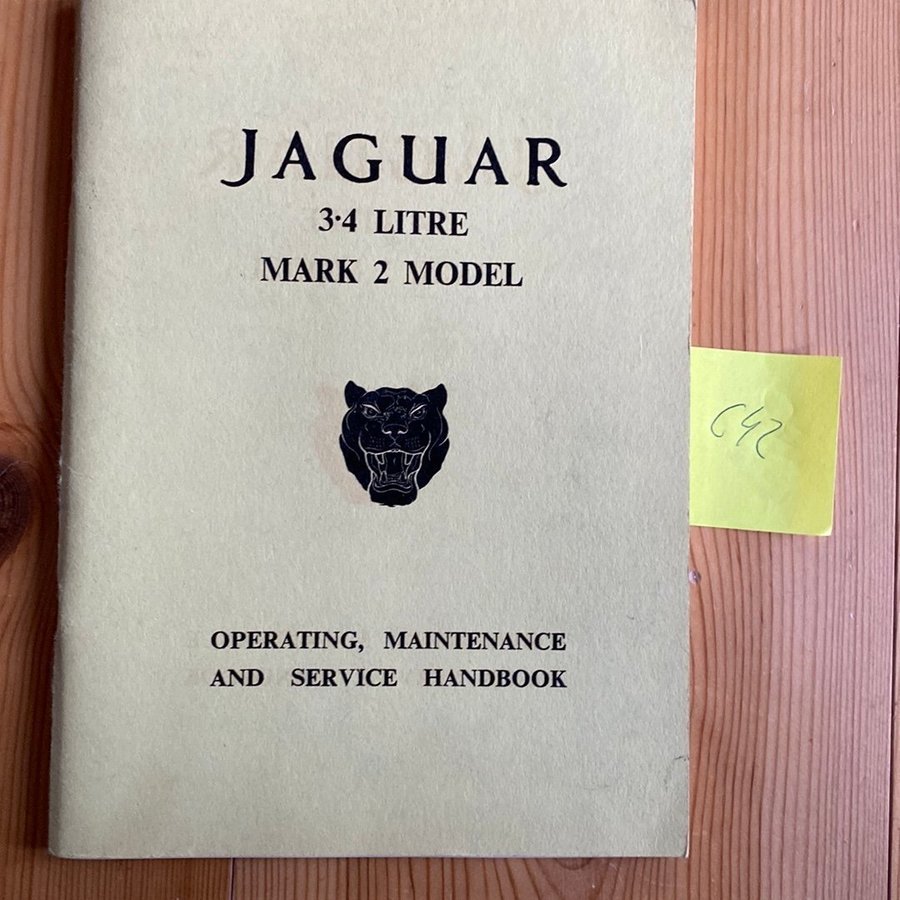 JAGUAR
3·4 LITRE
MARK 2 MODEL
C42
OPERATING, MAINTENANCE
AND SERVICE HANDBOOK